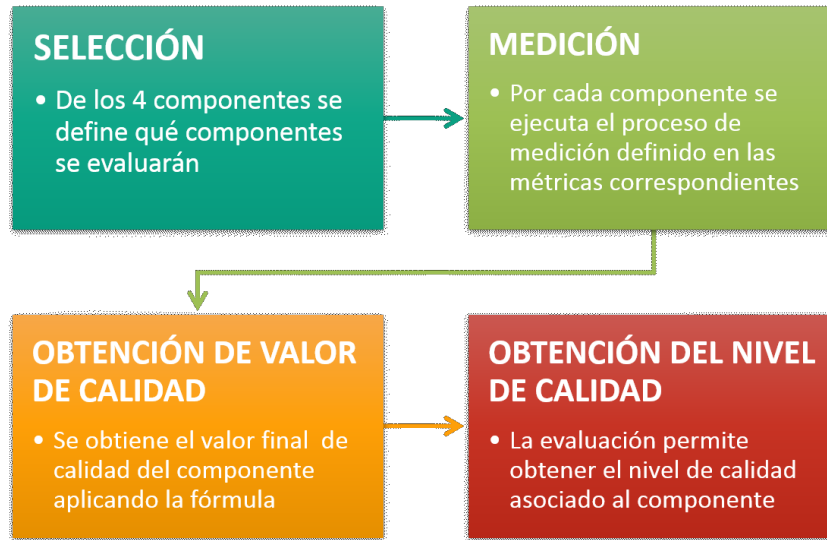 SELECCIÓN
• De los 4 componentes se
define qué componentes
se evaluarán
MEDICIÓN
• Por cada componente se
ejecuta el proceso de
medición definido en las
métricas correspondientes
OBTENCIÓN DE VALOR
DE CALIDAD
• Se obtiene el valor final de
calidad del componente
aplicando la fórmula
OBTENCIÓN DEL NIVEL
DE CALIDAD
• La evaluación permite
obtener el nivel de calidad
asociado al componente